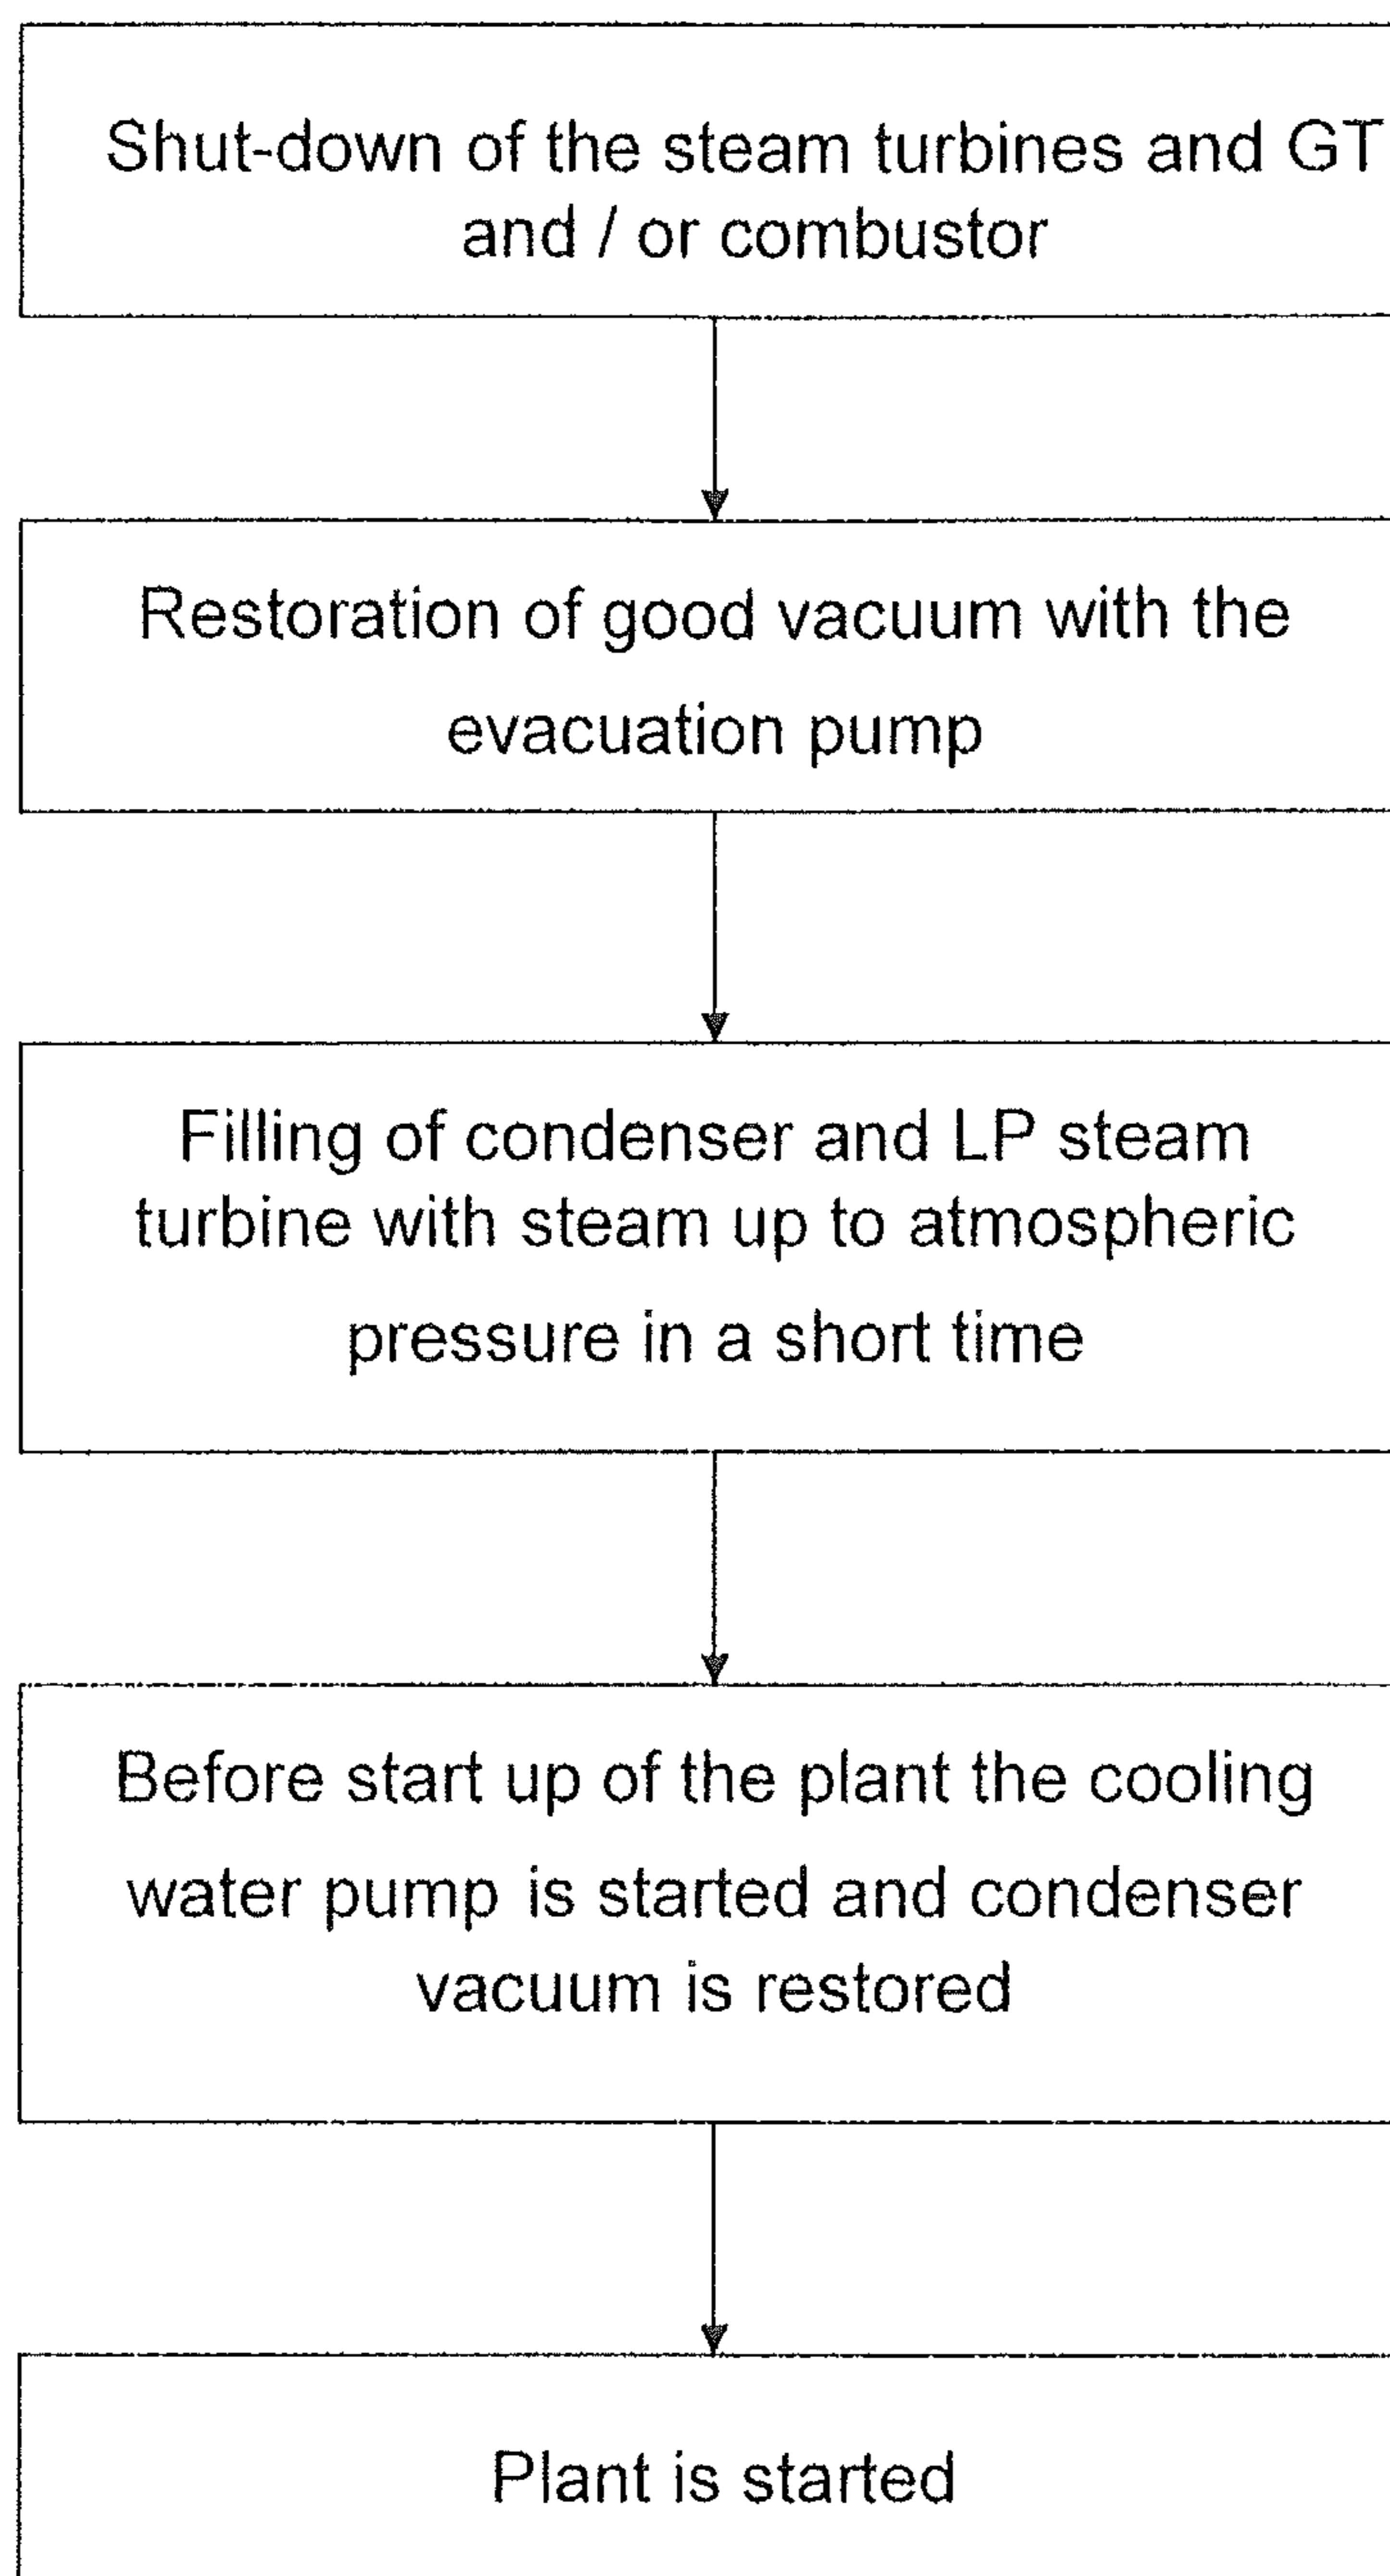 Shut-down of the steam turbines and GT
and / or combustor
Restoration of good vacuum with the
evacuation pump
Filling of condenser and LP steam
turbine with steam up to atmospheric
pressure in a short time
Before start up of the plant the cooling
water pump is started and condenser
vacuum is restored
Plant is started